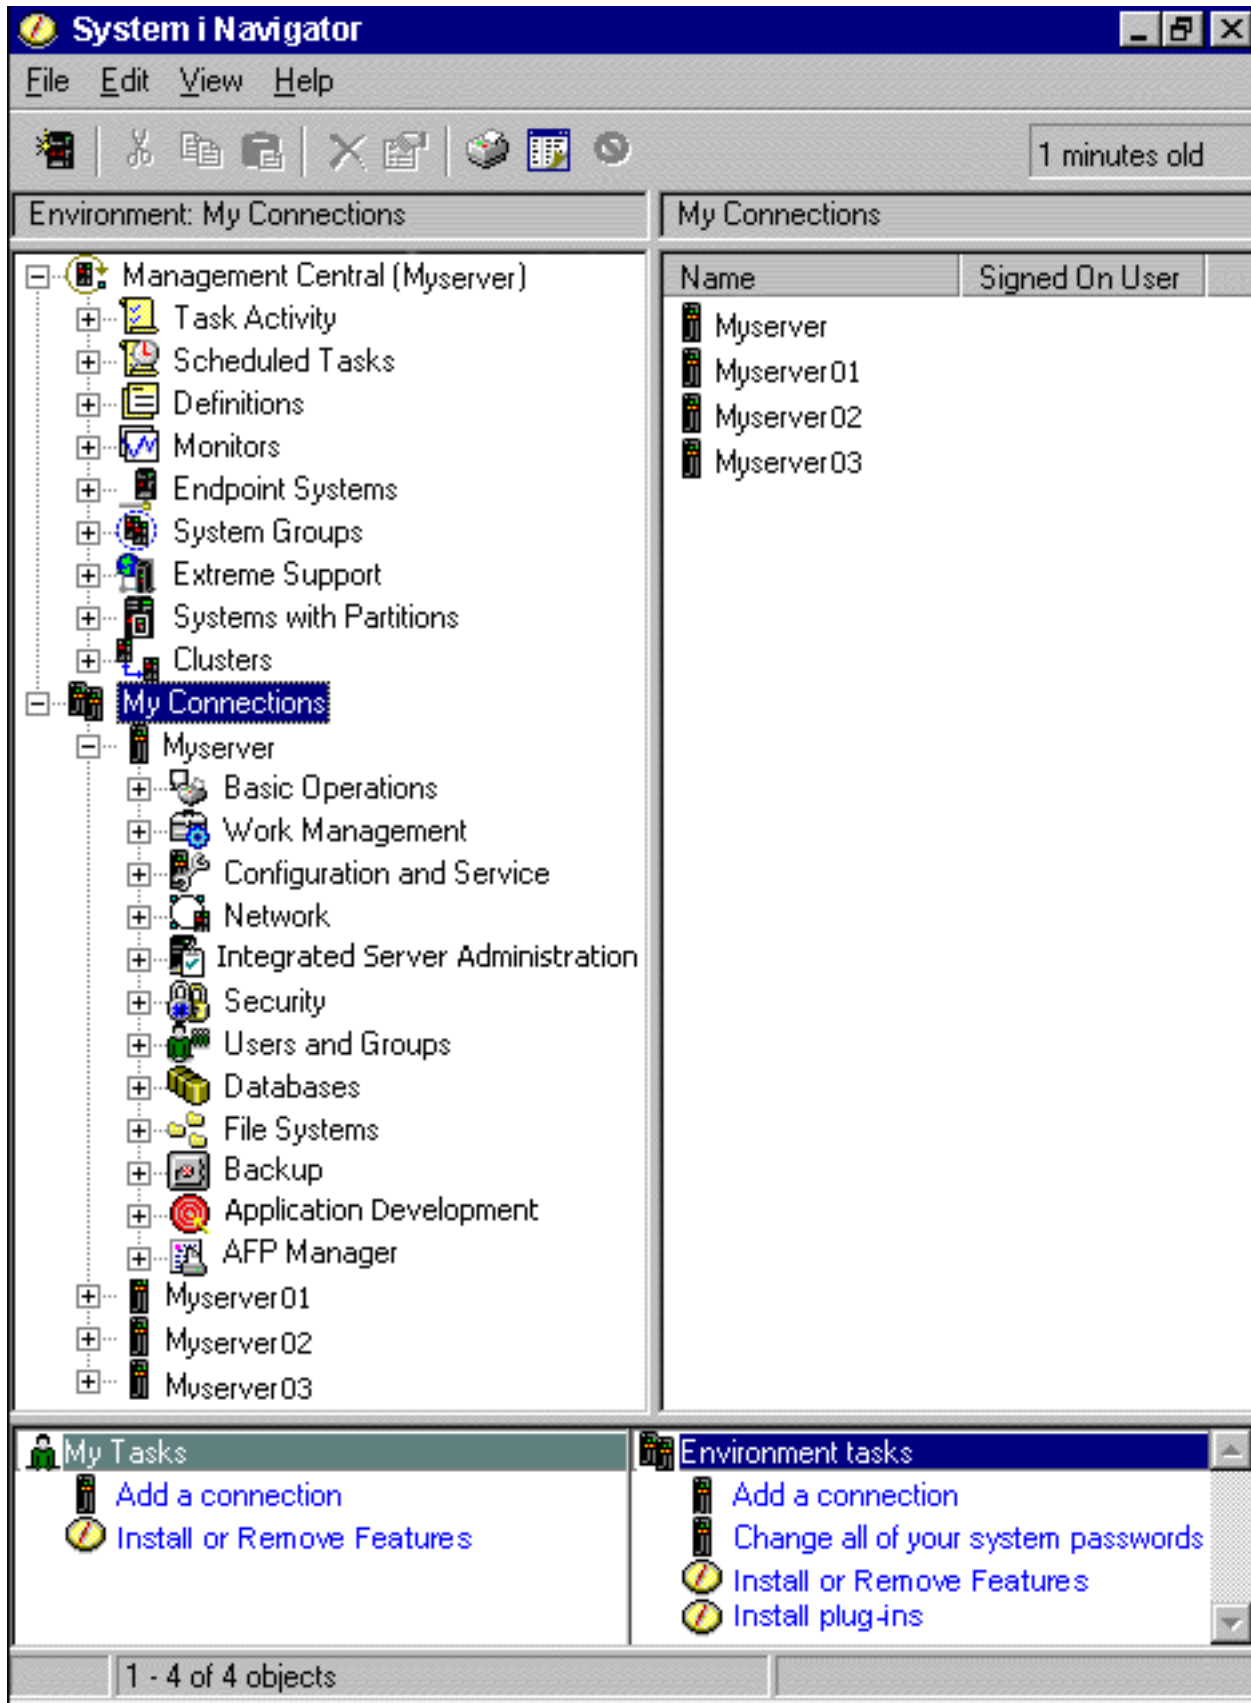 System i Navigator
File Edit View Help
1 minutes old
Environment: My Connections
My Connections
Management Central (Myserver)
Task Activity
Scheduled Tasks
Definitions
Monitors
Endpoint Systems
System Groups
Extreme Support
Systems with Partitions
Clusters
My Connections
Myserver
Basic Operations
Work Management
Configuration and Service
Network
Integrated Server Administration
Security
Users and Groups
Databases
File Systems
Backup
Application Development
AFP Manager
Myserver01
Myserver02
Myserver03
Name Signed On User
Myserver
Myserver01
Myserver02
Myserver03
My Tasks
Add a connection
Install or Remove Features
Environment tasks
Add a connection
Change all of your system passwords
Install or Remove Features
Install plug-ins
1 - 4 of 4 objects